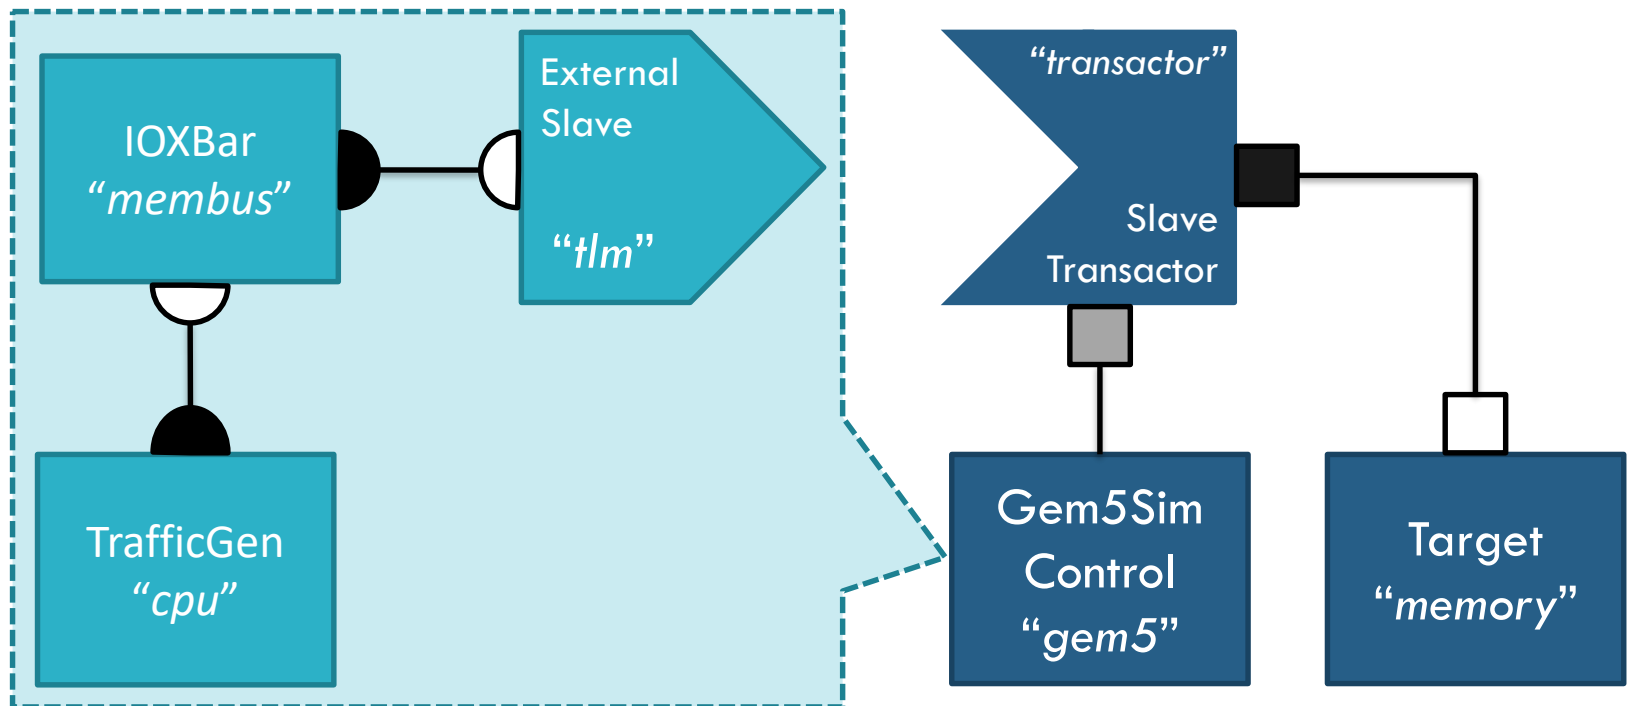 IOXBar
“membus”
External
Slave
“tlm”
TrafficGen
“cpu”
“transactor”
Slave
Transactor
Gem5Sim
Control
“gem5”
Target
“memory”